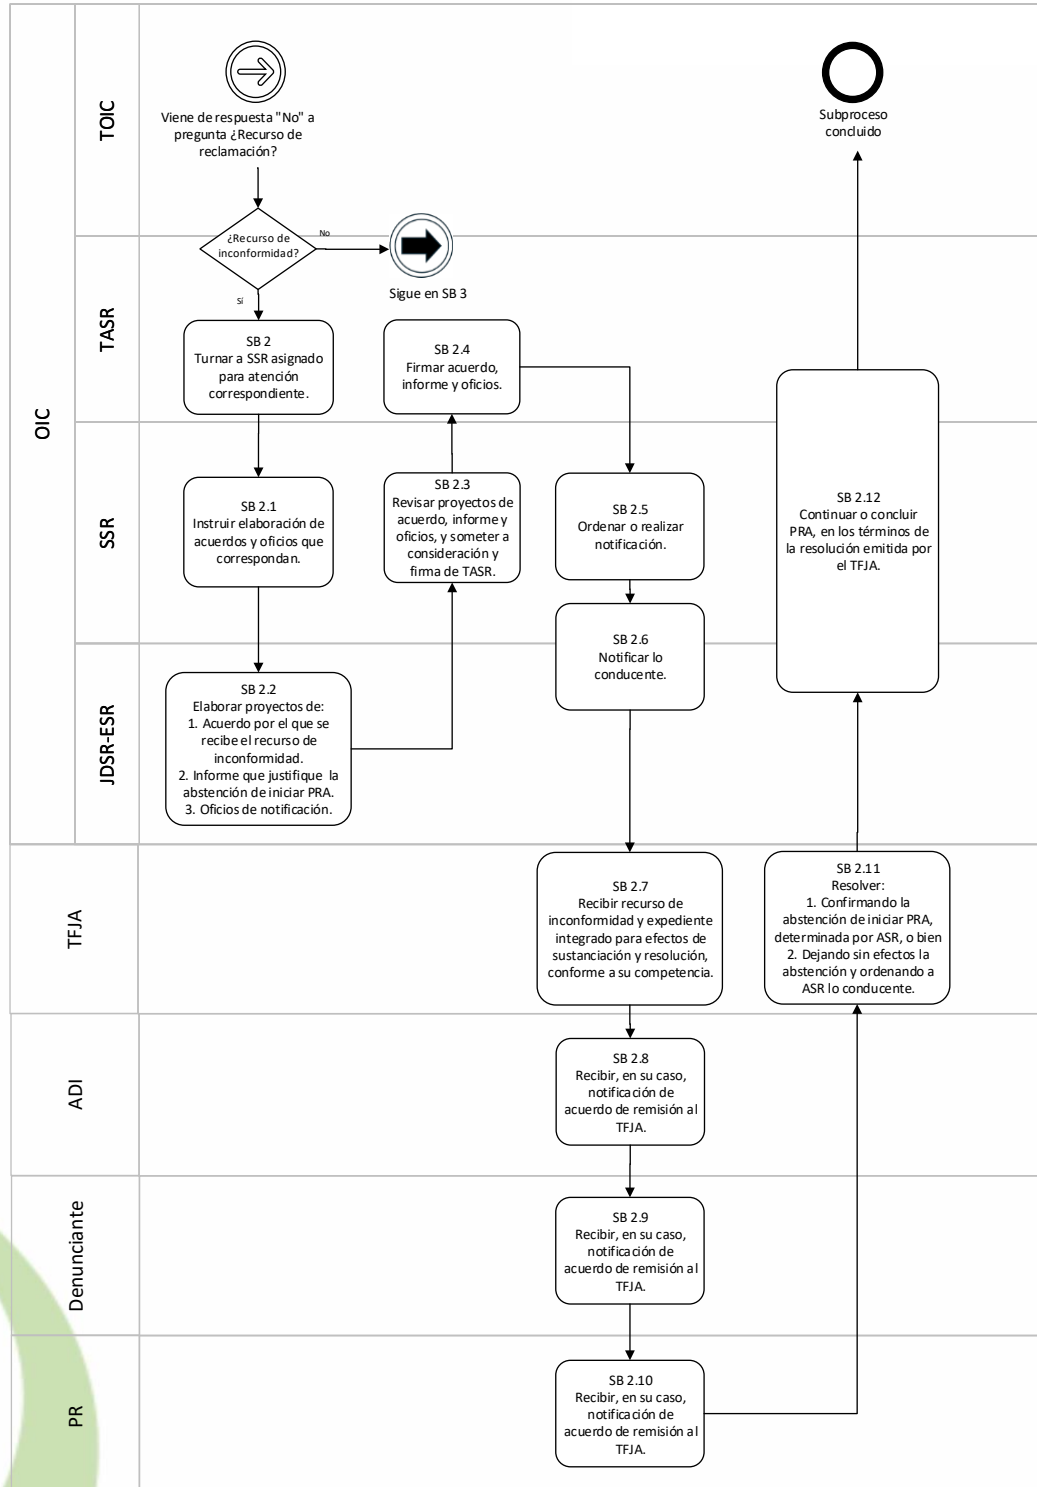 OIC
TOIC
TASR
SSR
JDSR-ESR
TFJA
ADI
Denunciante
PR
Viene de respuesta "No" a
pregunta ¿Recurso de
reclamación?
¿Recurso de
inconformidad?
No
Sí
Sigue en SB 3
SB 2
Turnar a SSR asignado
para atención
correspondiente.
SB 2.1
Instruir elaboración de
acuerdos y oficios que
correspondan.
SB 2.2
Elaborar proyectos de:
1. Acuerdo por el que se
recibe el recurso de
inconformidad.
2. Informe que justifique la
abstención de iniciar PRA.
3. Oficios de notificación.
SB 2.3
Revisar proyectos de
acuerdo, informe y
oficios, y someter a
consideración y
firma de TASR.
SB 2.4
Firmar acuerdo,
informe y oficios.
SB 2.5
Ordenar o realizar
notificación.
SB 2.6
Notificar lo
conducente.
SB 2.7
Recibir recurso de
inconformidad y expediente
integrado para efectos de
sustanciación y resolución,
conforme a su competencia.
SB 2.8
Recibir, en su caso,
notificación de
acuerdo de remisión al
TFJA.
SB 2.9
Recibir, en su caso,
notificación de
acuerdo de remisión al
TFJA.
SB 2.10
Recibir, en su caso,
notificación de
acuerdo de remisión al
TFJA.
SB 2.11
Resolver:
1. Confirmando la
abstención de iniciar PRA,
determinada por ASR, o bien
2. Dejando sin efectos la
abstención y ordenando a
ASR lo conducente.
SB 2.12
Continuar o concluir
PRA, en los términos de
la resolución emitida por
el TFJA.
Subproceso
concluido